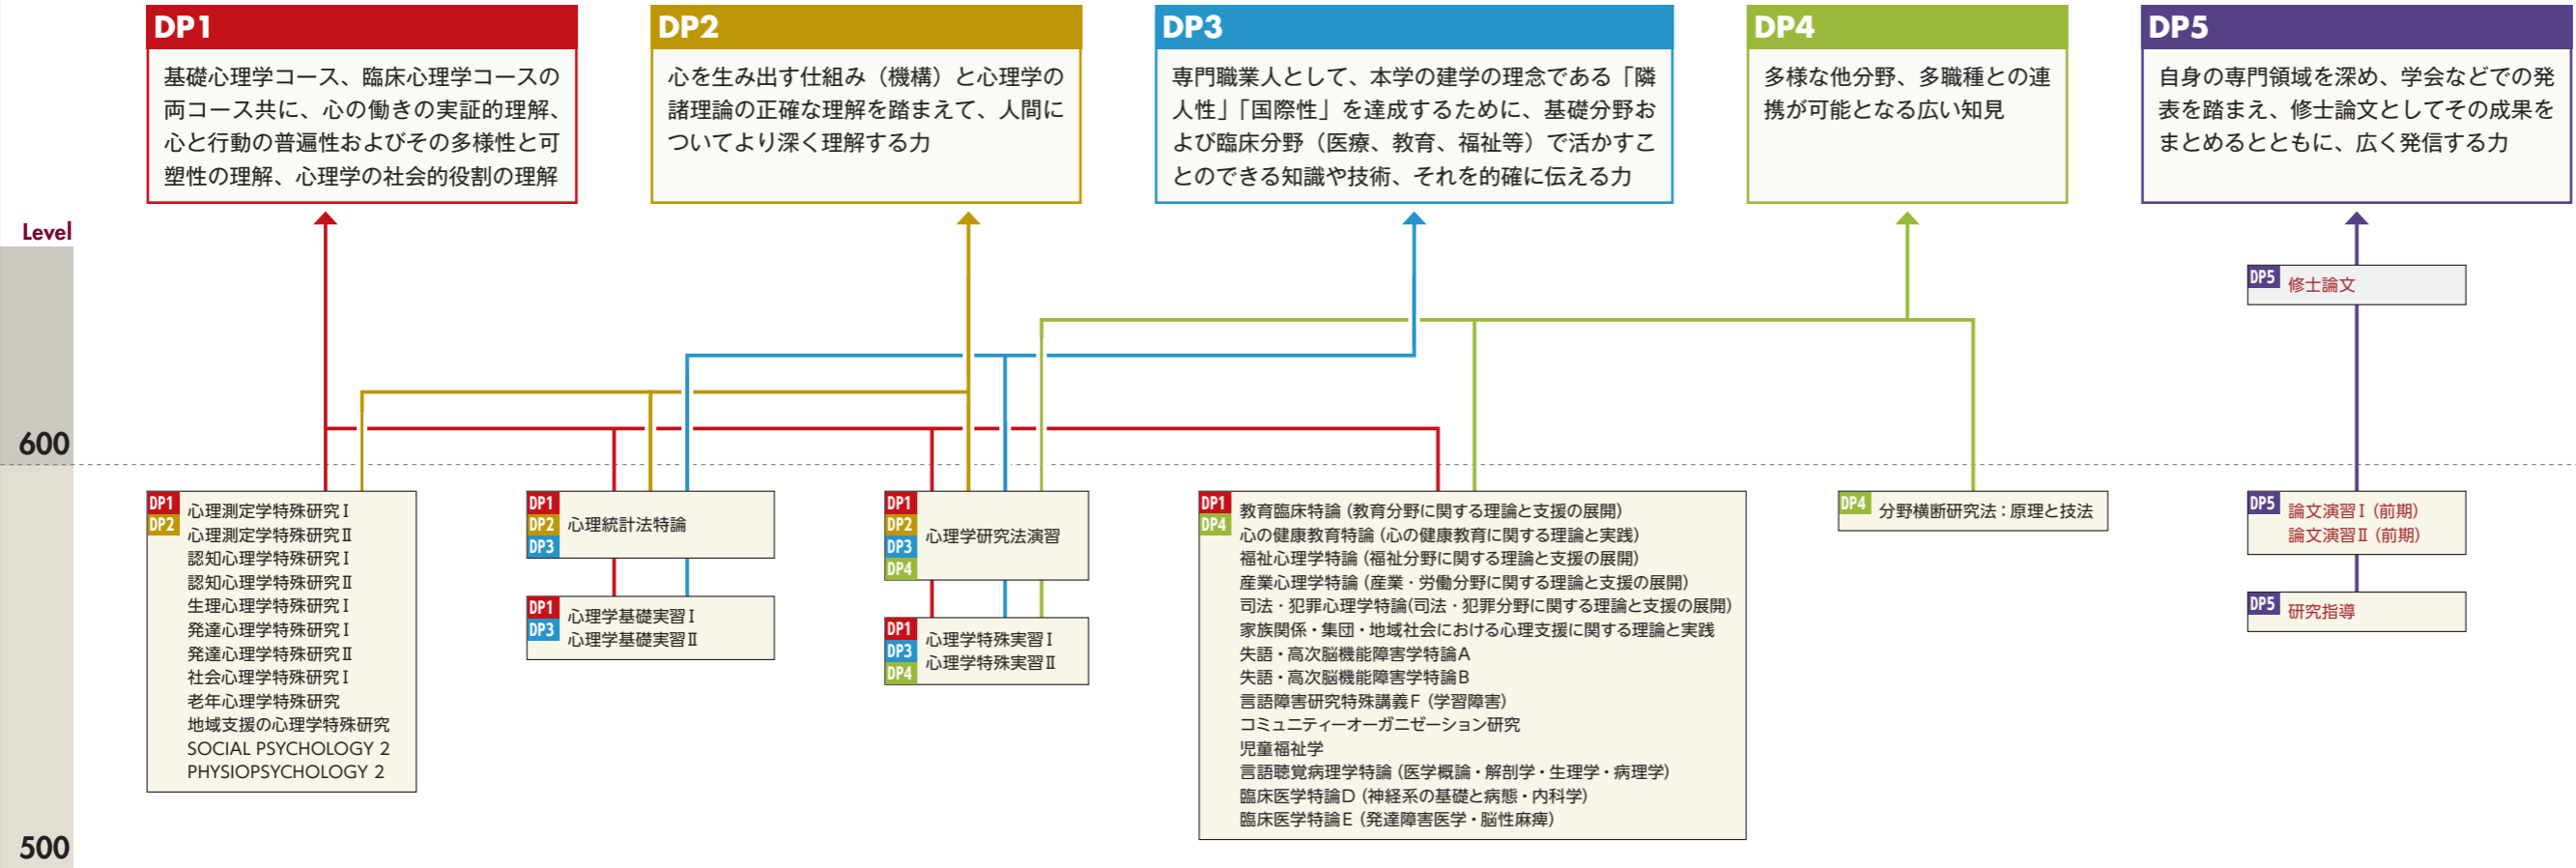 DP1
基礎心理学コース、臨床心理学コースの
両コース共に、心の働きの実証的理解、
心と行動の普遍性およびその多様性と可
塑性の理解、心理学の社会的役割の理解
DP2
心を生み出す仕組み（機構）と心理学の
諸理論の正確な理解を踏まえて、人間に
ついてより深く理解する力
DP3
専門職業人として、本学の建学の理念である「隣
人性」「国際性」を達成するために、基礎分野お
よび臨床分野（医療、教育、福祉等）で活かすこ
とのできる知識や技術、それを的確に伝える力
DP4
多様な他分野、多職種との連
携が可能となる広い知見
DP5
自身の専門領域を深め、学会などでの発
表を踏まえ、修士論文としてその成果を
まとめるとともに、広く発信する力
Level
600
500
DP5
修士論文
DP1
DP2
心理測定学特殊研究Ⅰ
心理測定学特殊研究Ⅱ
認知心理学特殊研究Ⅰ
認知心理学特殊研究Ⅱ
生理心理学特殊研究Ⅰ
発達心理学特殊研究Ⅰ
発達心理学特殊研究Ⅱ
社会心理学特殊研究Ⅰ
老年心理学特殊研究
地域支援の心理学特殊研究
SOCIAL PSYCHOLOGY 2
PHYSIOPSYCHOLOGY 2
DP1
DP2
DP3
心理統計法特論
DP1
DP3
心理学基礎実習Ⅰ
心理学基礎実習Ⅱ
DP1
DP2
DP3
DP4
心理学研究法演習
DP1
DP3
DP4
心理学特殊実習Ⅰ
心理学特殊実習Ⅱ
DP1
DP4
教育臨床特論（教育分野に関する理論と支援の展開）
心の健康教育特論（心の健康教育に関する理論と実践）
福祉心理学特論（福祉分野に関する理論と支援の展開）
産業心理学特論（産業・労働分野に関する理論と支援の展開）
司法・犯罪心理学特論（司法・犯罪分野に関する理論と支援の展開）
家族関係・集団・地域社会における心理支援に関する理論と実践
失語・高次脳機能障害学特論A
失語・高次脳機能障害学特論B
言語障害研究特殊講義F（学習障害）
コミュニティーオーガニゼーション研究
児童福祉学
言語聴覚病理学特論（医学概論・解剖学・生理学・病理学）
臨床医学特論D（神経系の基礎と病態・内科学）
臨床医学特論E（発達障害医学・脳性麻痺）
DP4
分野横断研究法：原理と技法
DP5
論文演習Ⅰ（前期）
論文演習Ⅱ（前期）
DP5
研究指導